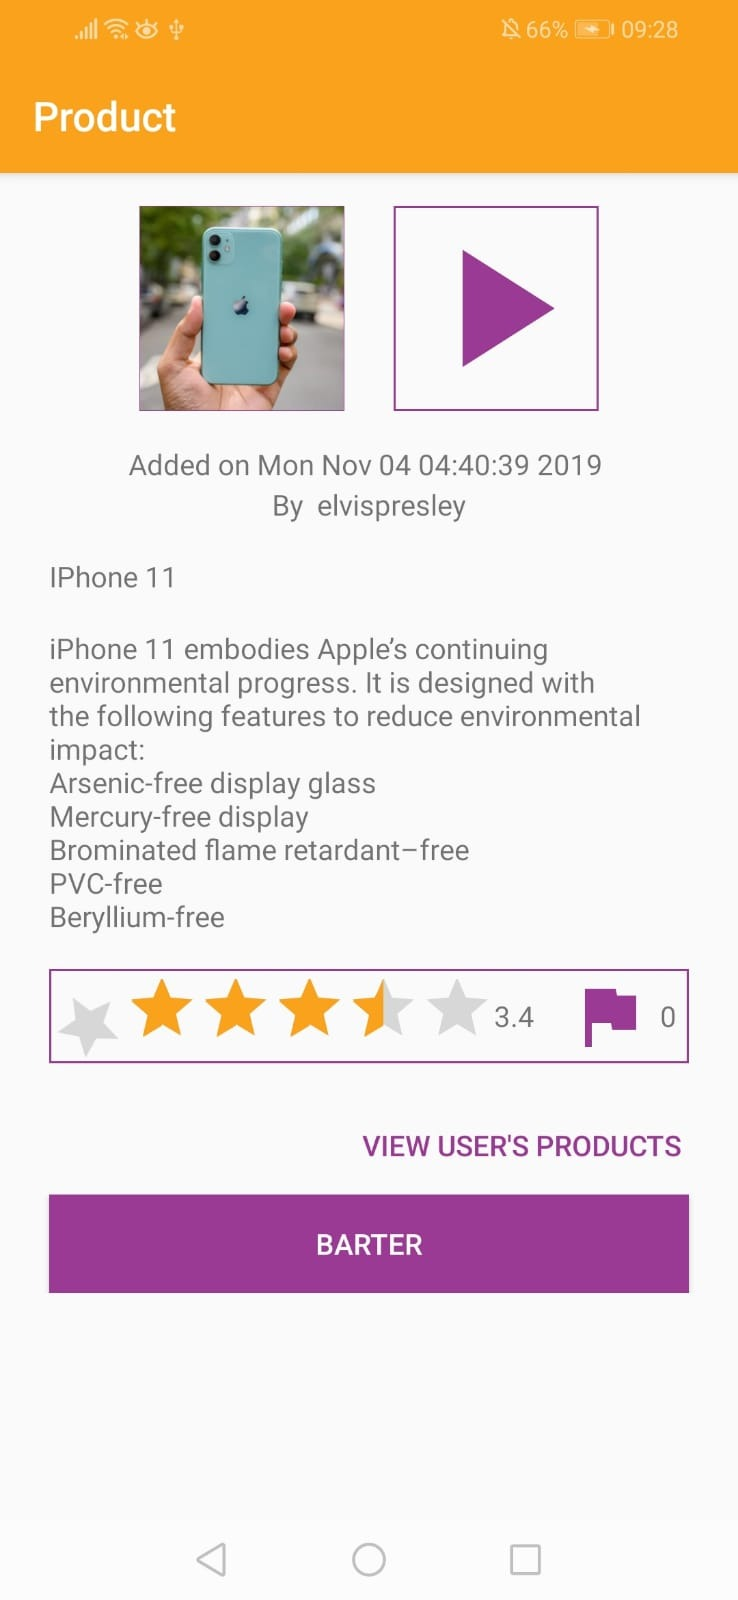 66% 09:28
Product
Added on Mon Nov 04 04:40:39 2019
By elvispresley
IPhone 11
iPhone 11 embodies Apple’s continuing
environmental progress. It is designed with
the following features to reduce environmental
impact:
Arsenic-free display glass
Mercury-free display
Brominated flame retardant–free
PVC-free
Beryllium-free
3.4 0
VIEW USER'S PRODUCTS
BARTER